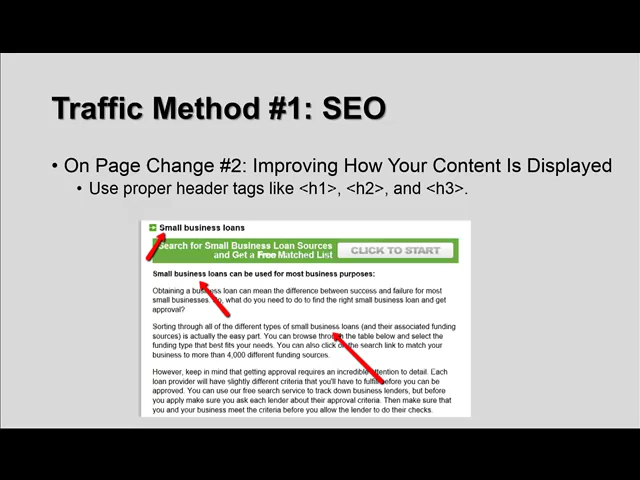 Traffic Method #1: SEO
• On Page Change #2: Improving How Your Content Is Displayed
• Use proper header tags like <h1>, <h2>, and <h3>.
Small business loans
Search for Small Business Loan Sources
and Get a Free Matched List
CLICK TO START
Small business loans can be used for most business purposes:
Obtaining a business loan can mean the difference between success and failure for most
small businesses. So, what do you need to do to find the right small business loan and get
approval?
Sorting through all of the different types of small business loans (and their associated funding
sources) is actually the easy part. You can browse through the table below and select the
funding type that best fits your needs. You can also click on the search link to match your
business to more than 4,000 different funding sources.
However, keep in mind that getting approval requires an incredible attention to detail. Each
loan provider will have slightly different criteria that you'll have to fulfill before you can be
approved. You can use our free search service to track down business lenders, but before
you apply make sure you ask each lender about their approval criteria. Then make sure that
you and your business meet the criteria before you allow the lender to do their checks.